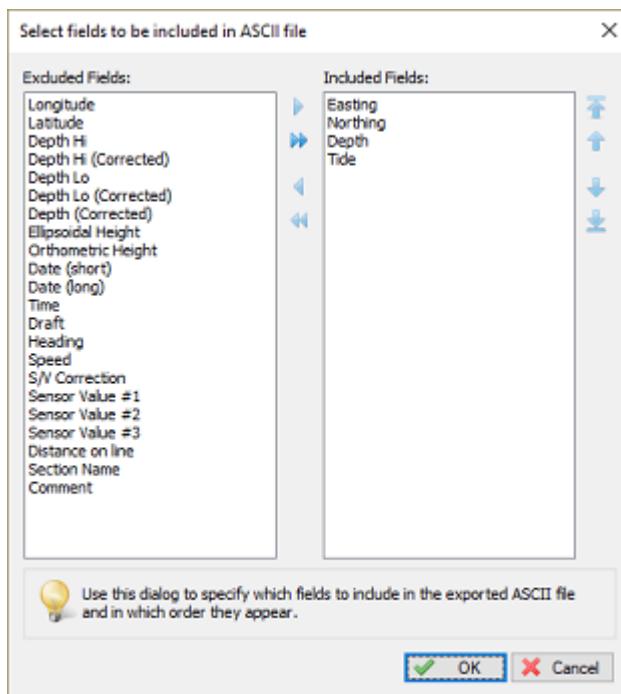 Select fields to be included in ASCII file
Excluded Fields:
Longitude
Latitude
Depth Hi
Depth Hi (Corrected)
Depth Lo
Depth Lo (Corrected)
Depth (Corrected)
Ellipsoidal Height
Orthometric Height
Date (short)
Date (long)
Time
Draft
Heading
Speed
S/V Correction
Sensor Value #1
Sensor Value #2
Sensor Value #3
Distance on line
Section Name
Comment
Included Fields:
Easting
Northing
Depth
Tide
Use this dialog to specify which fields to include in the exported ASCII file
and in which order they appear.
OK
Cancel